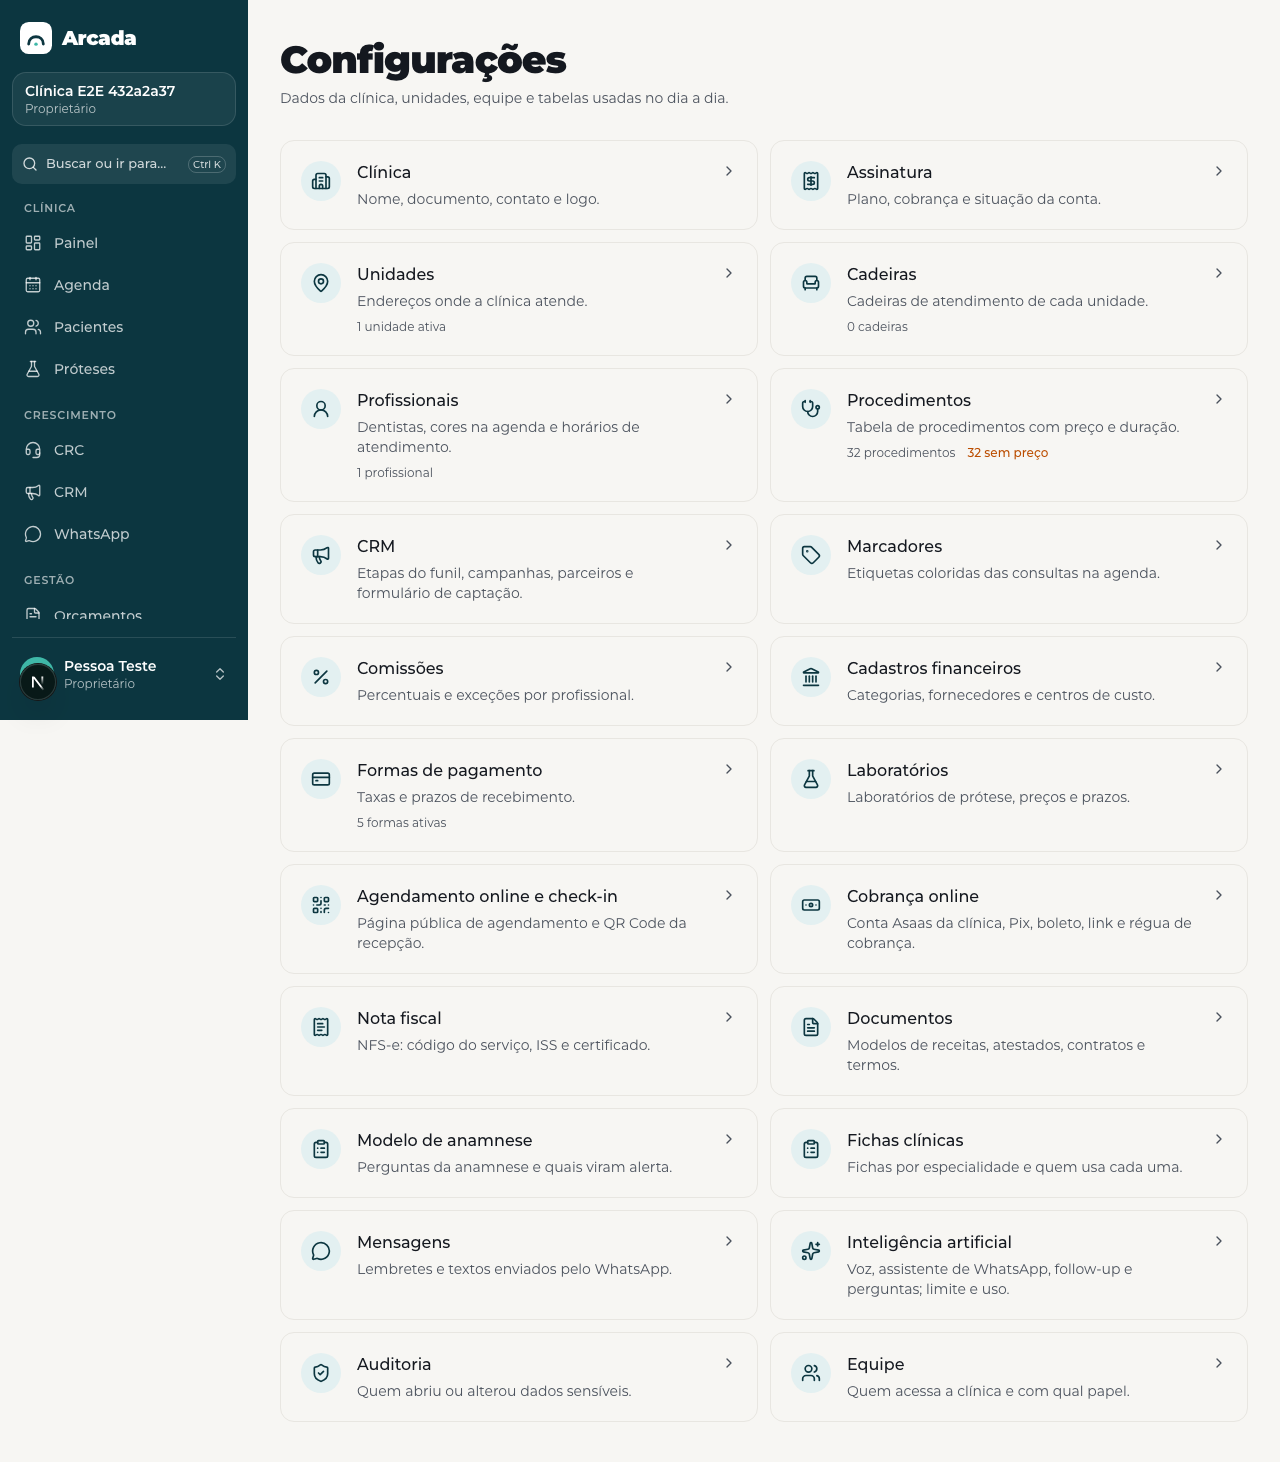 Arcada
Clínica E2E 432a2a37
Proprietário
Buscar ou ir para...
Ctrl K
CLÍNICA
Painel
Agenda
Pacientes
Próteses
CRESCIMENTO
CRC
CRM
WhatsApp
GESTÃO
Orçamentos
N
Pessoa Teste
Proprietário
Configurações
Dados da clínica, unidades, equipe e tabelas usadas no dia a dia.
Clínica
Nome, documento, contato e logo.
Assinatura
Plano, cobrança e situação da conta.
Unidades
Endereços onde a clínica atende.
1 unidade ativa
Cadeiras
Cadeiras de atendimento de cada unidade.
0 cadeiras
Profissionais
Dentistas, cores na agenda e horários de
atendimento.
1 profissional
Procedimentos
Tabela de procedimentos com preço e duração.
32 procedimentos 32 sem preço
CRM
Etapas do funil, campanhas, parceiros e
formulário de captação.
Marcadores
Etiquetas coloridas das consultas na agenda.
Comissões
Percentuais e exceções por profissional.
Cadastros financeiros
Categorias, fornecedores e centros de custo.
Formas de pagamento
Taxas e prazos de recebimento.
5 formas ativas
Laboratórios
Laboratórios de prótese, preços e prazos.
Agendamento online e check-in
Página pública de agendamento e QR Code da
recepção.
Cobrança online
Conta Asaas da clínica, Pix, boleto, link e régua de
cobrança.
Nota fiscal
NFS-e: código do serviço, ISS e certificado.
Documentos
Modelos de receitas, atestados, contratos e
termos.
Modelo de anamnese
Perguntas da anamnese e quais viram alerta.
Fichas clínicas
Fichas por especialidade e quem usa cada uma.
Mensagens
Lembretes e textos enviados pelo WhatsApp.
Inteligência artificial
Voz, assistente de WhatsApp, follow-up e
perguntas; limite e uso.
Auditoria
Quem abriu ou alterou dados sensíveis.
Equipe
Quem acessa a clínica e com qual papel.